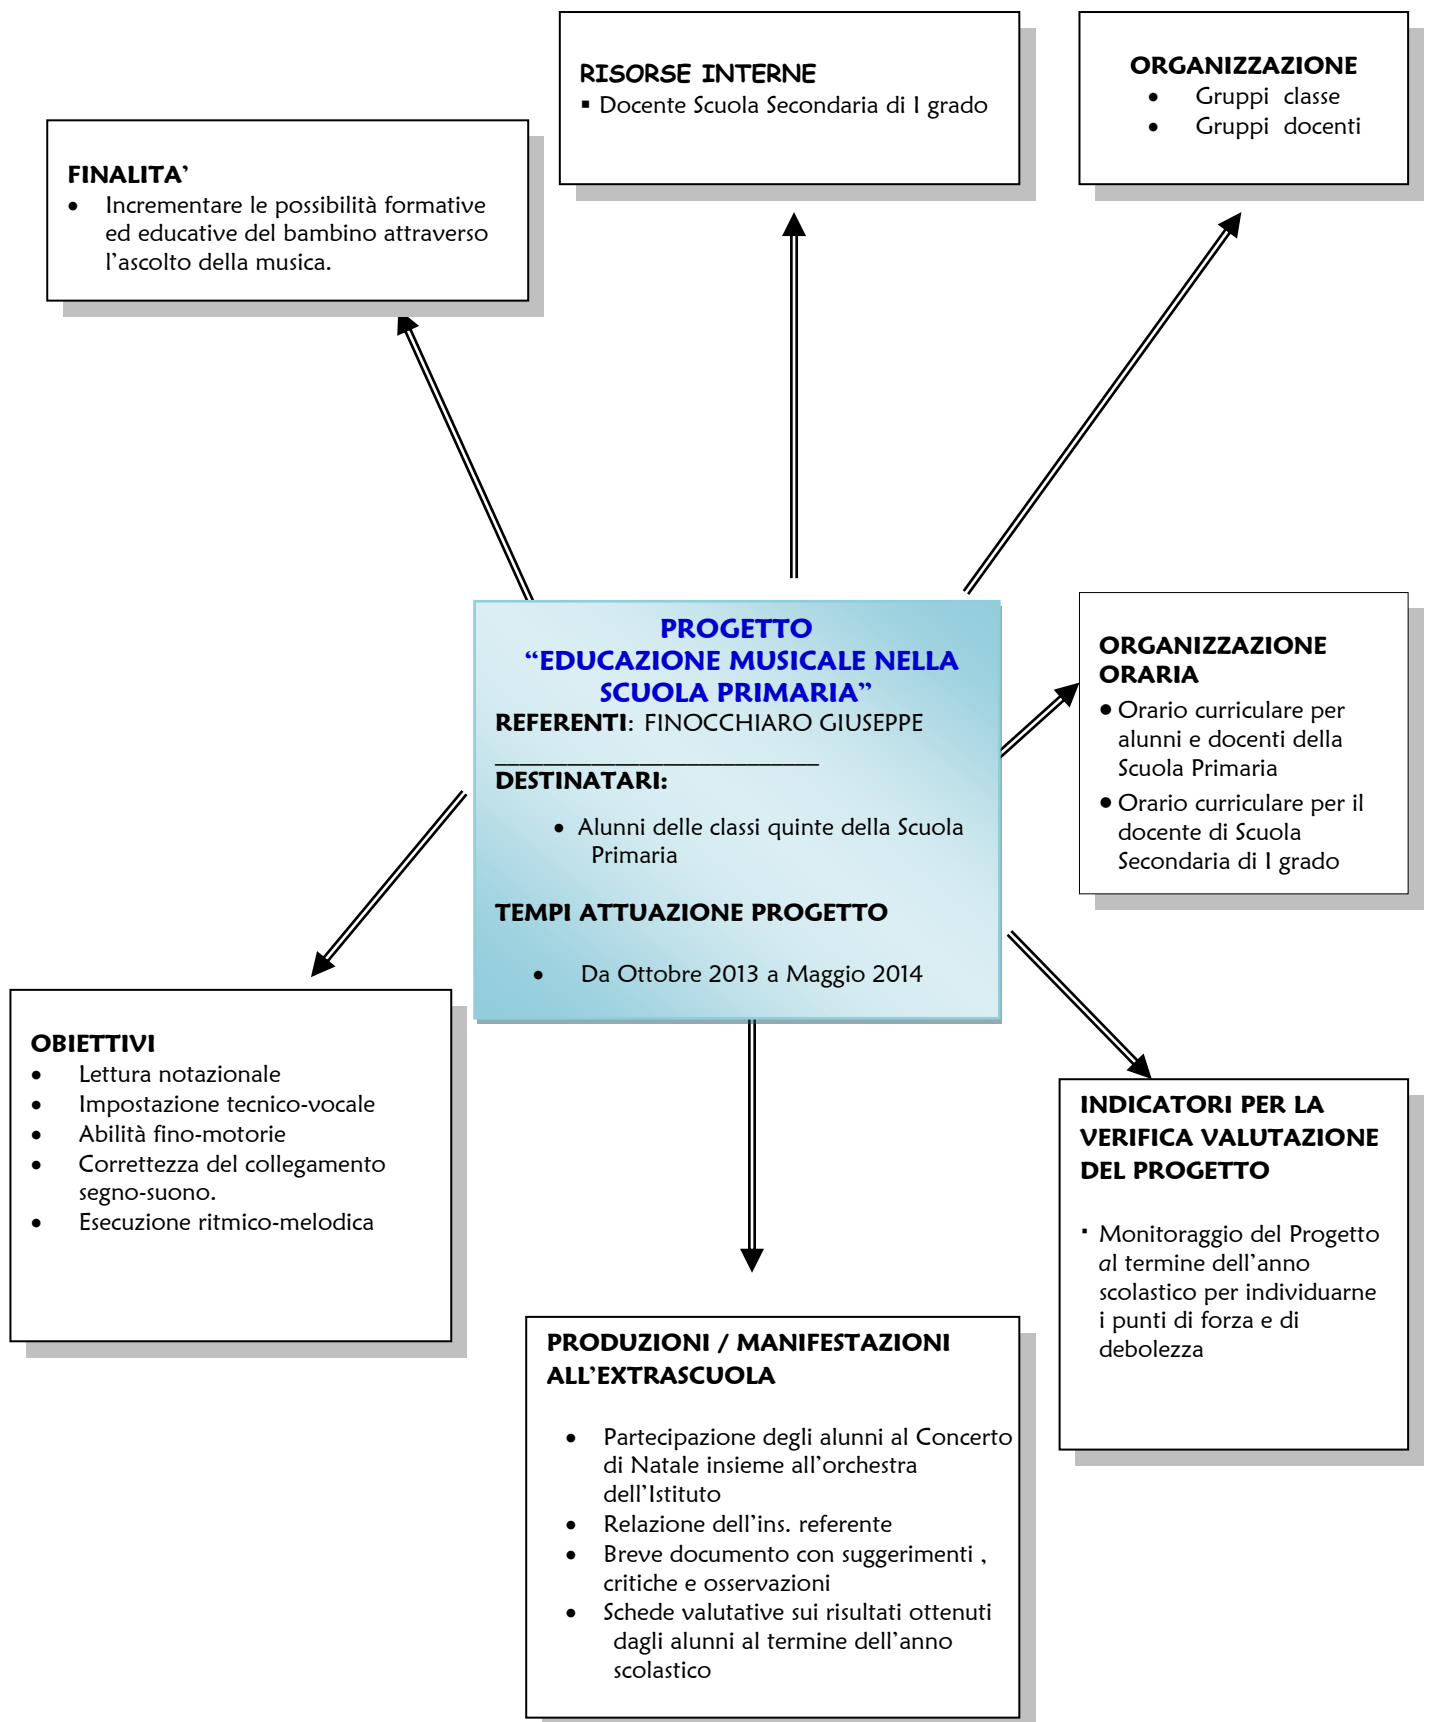 RISORSE INTERNE
▪ Docente Scuola Secondaria di I grado
ORGANIZZAZIONE
• Gruppi classe
• Gruppi docenti
FINALITA’
• Incrementare le possibilità formative
ed educative del bambino attraverso
l’ascolto della musica.
PROGETTO
“EDUCAZIONE MUSICALE NELLA
SCUOLA PRIMARIA”
REFERENTI: FINOCCHIARO GIUSEPPE
___________________________
DESTINATARI:
• Alunni delle classi quinte della Scuola
Primaria
TEMPI ATTUAZIONE PROGETTO
• Da Ottobre 2013 a Maggio 2014
ORGANIZZAZIONE
ORARIA
• Orario curriculare per
alunni e docenti della
Scuola Primaria
• Orario curriculare per il
docente di Scuola
Secondaria di I grado
OBIETTIVI
• Lettura notazionale
• Impostazione tecnico-vocale
• Abilità fino-motorie
• Correttezza del collegamento
segno-suono.
• Esecuzione ritmico-melodica
INDICATORI PER LA
VERIFICA VALUTAZIONE
DEL PROGETTO
▪ Monitoraggio del Progetto
al termine dell’anno
scolastico per individuarne
i punti di forza e di
debolezza
PRODUZIONI / MANIFESTAZIONI
ALL’EXTRASCUOLA
• Partecipazione degli alunni al Concerto
di Natale insieme all’orchestra
dell’Istituto
• Relazione dell’ins. referente
• Breve documento con suggerimenti ,
critiche e osservazioni
• Schede valutative sui risultati ottenuti
dagli alunni al termine dell’anno
scolastico